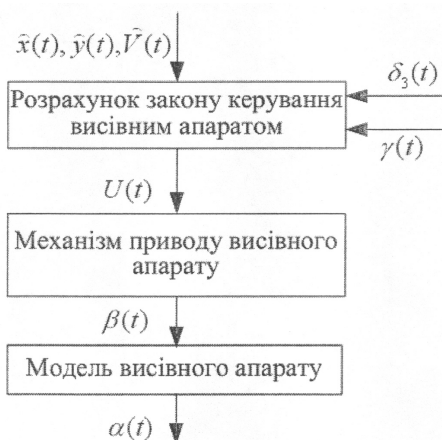 x̂(t), ŷ(t), V̂(t)
δ₃(t)
Розрахунок закону керування
висівним апаратом
γ(t)
U(t)
Механізм приводу висівного
апарату
β(t)
Модель висівного апарату
α(t)